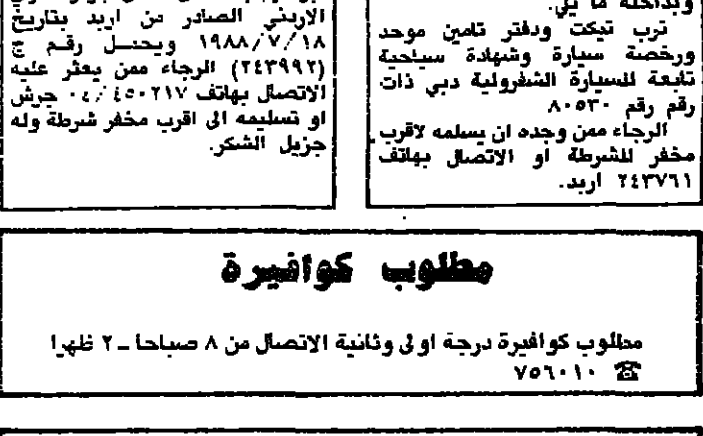 وبداخله ما يلي.
ترب تيكت ودفتر تامين موحد
ورخصة سيارة وشهادة سياحية
تابعة للسيارة الشفرولية دبي ذات
رقم رقم ٨٠٥٣٠
الرجاء ممن وجده ان يسلمه لاقرب
مخفر للشرطة او الاتصال بهاتف
٢٤٣٧٦١ اربد.
الاردني الصادر من اربد بتاريخ
١٩٨٨/٧/١٨ ويحمل رقم ج
(٢٤٣٩٩٢) الرجاء ممن يعثر عليه
الاتصال بهاتف ٠٤/٤٥٠٢١٧ جرش
او تسليمه الى اقرب مخفر شرطة وله
جزيل الشكر.
مطلوب كوافيرة
مطلوب كوافيرة درجة اولى وثانية الاتصال من ٨ صباحا - ٢ ظهرا
☎ ٧٥٦٠١٠